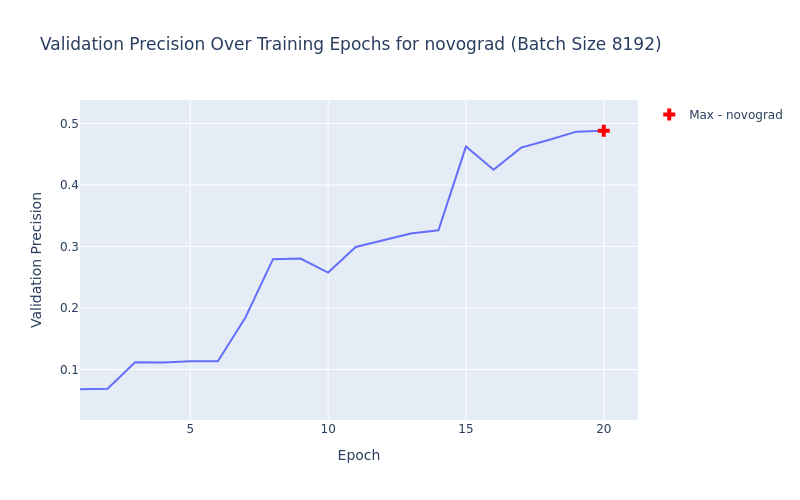 Validation Precision Over Training Epochs for novograd (Batch Size 8192)
Max - novograd
Validation Precision
0.5
0.4
0.3
0.2
0.1
5 10 15 20
Epoch